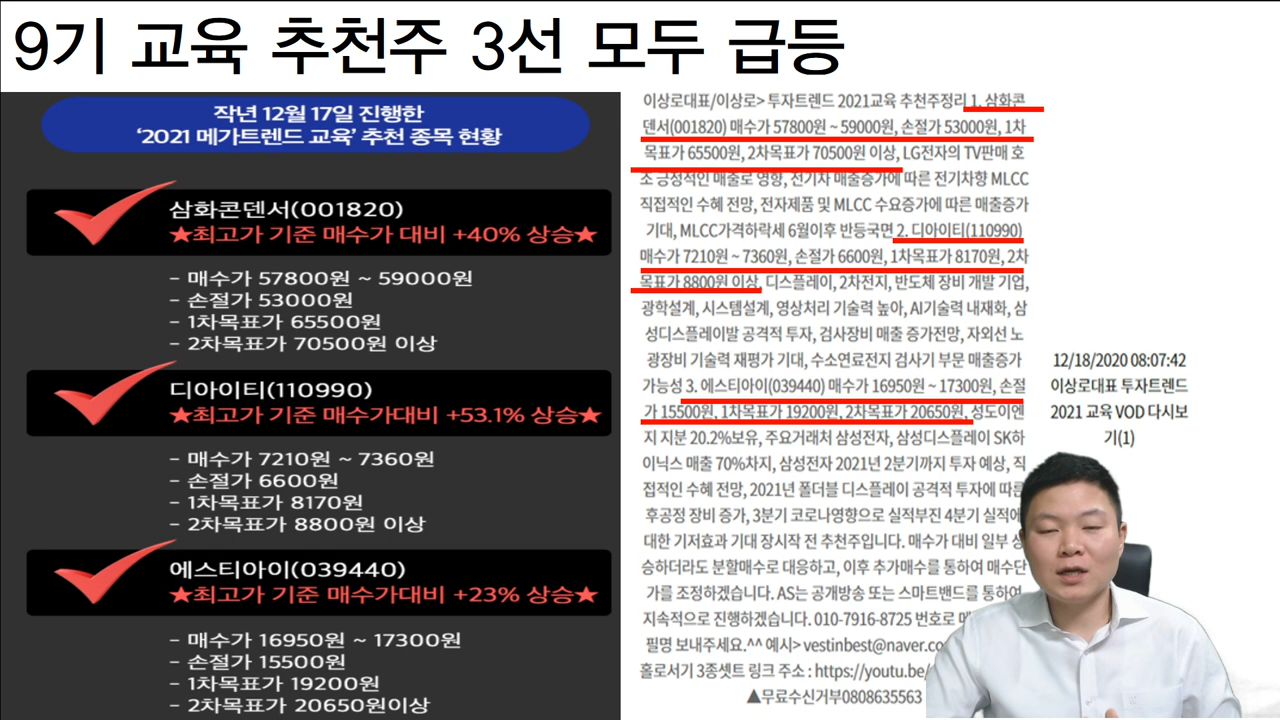 9기 교육 추천주 3선 모두 급등
작년 12월 17일 진행한
‘2021 메가트렌드 교육’ 추천 종목 현황
삼화콘덴서(001820)
★최고가 기준 매수가 대비 +40% 상승★
- 매수가 57800원 ~ 59000원
- 손절가 53000원
- 1차목표가 65500원
- 2차목표가 70500원 이상
디아이티(110990)
★최고가 기준 매수가대비 +53.1% 상승★
- 매수가 7210원 ~ 7360원
- 손절가 6600원
- 1차목표가 8170원
- 2차목표가 8800원 이상
에스티아이(039440)
★최고가 기준 매수가대비 +23% 상승★
- 매수가 16950원 ~ 17300원
- 손절가 15500원
- 1차목표가 19200원
- 2차목표가 20650원이상
이상로대표/이상로> 투자트렌드 2021교육 추천주정리 1. 삼화콘
덴서(001820) 매수가 57800원 ~ 59000원, 손절가 53000원, 1차
목표가 65500원, 2차목표가 70500원 이상, LG전자의 TV판매 호
소 긍정적인 매출로 영향, 전기차 매출증가에 따른 전기차향 MLCC
직접적인 수혜 전망, 전자제품 및 MLCC 수요증가에 따른 매출증가
기대, MLCC가격하락세 6월이후 반등국면 2. 디아이티(110990)
매수가 7210원 ~ 7360원, 손절가 6600원, 1차목표가 8170원, 2차
목표가 8800원 이상, 디스플레이, 2차전지, 반도체 장비 개발 기업,
광학설계, 시스템설계, 영상처리 기술력 높아, AI기술력 내재화, 삼
성디스플레이발 공격적 투자, 검사장비 매출 증가전망, 자외선 노
광장비 기술력 재평가 기대, 수소연료전지 검사기 부문 매출증가
가능성 3. 에스티아이(039440) 매수가 16950원 ~ 17300원, 손절
가 15500원, 1차목표가 19200원, 2차목표가 20650원, 성도이엔
지 지분 20.2%보유, 주요거래처 삼성전자, 삼성디스플레이 SK하
이닉스 매출 70%차지, 삼성전자 2021년 2분기까지 투자 예상, 직
접적인 수혜 전망, 2021년 폴더블 디스플레이 공격적 투자에 따른
후공정 장비 증가, 3분기 코로나영향으로 실적부진 4분기 실적에
대한 기저효과 기대 장시작 전 추천주입니다. 매수가 대비 일부 상
승하더라도 분할매수로 대응하고, 이후 추가매수를 통하여 매수단
가를 조정하겠습니다. AS는 공개방송 또는 스마트밴드를 통하여
지속적으로 진행하겠습니다. 010-7916-8725 번호로
필명 보내주세요.^^ 예시> vestinbest@naver.co
홀로서기 3종셋트 링크 주소 : https://youtu.be/
▲무료수신거부0808635563
12/18/2020 08:07:42
이상로대표 투자트렌드
2021 교육 VOD 다시보
기(1)